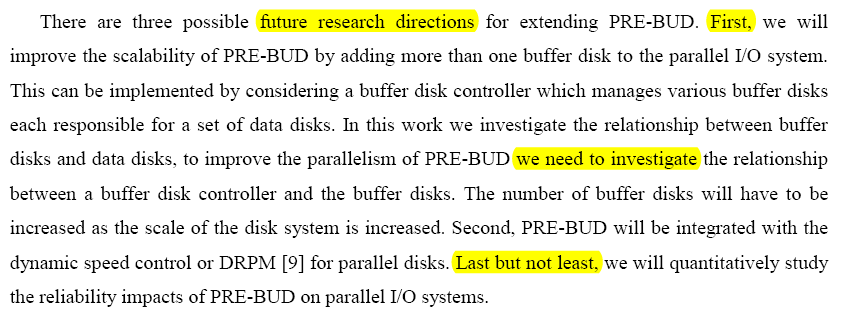 There are three possible future research directions for extending PRE-BUD. First, we will
improve the scalability of PRE-BUD by adding more than one buffer disk to the parallel I/O system.
This can be implemented by considering a buffer disk controller which manages various buffer disks
each responsible for a set of data disks. In this work we investigate the relationship between buffer
disks and data disks, to improve the parallelism of PRE-BUD we need to investigate the relationship
between a buffer disk controller and the buffer disks. The number of buffer disks will have to be
increased as the scale of the disk system is increased. Second, PRE-BUD will be integrated with the
dynamic speed control or DRPM [9] for parallel disks. Last but not least, we will quantitatively study
the reliability impacts of PRE-BUD on parallel I/O systems.